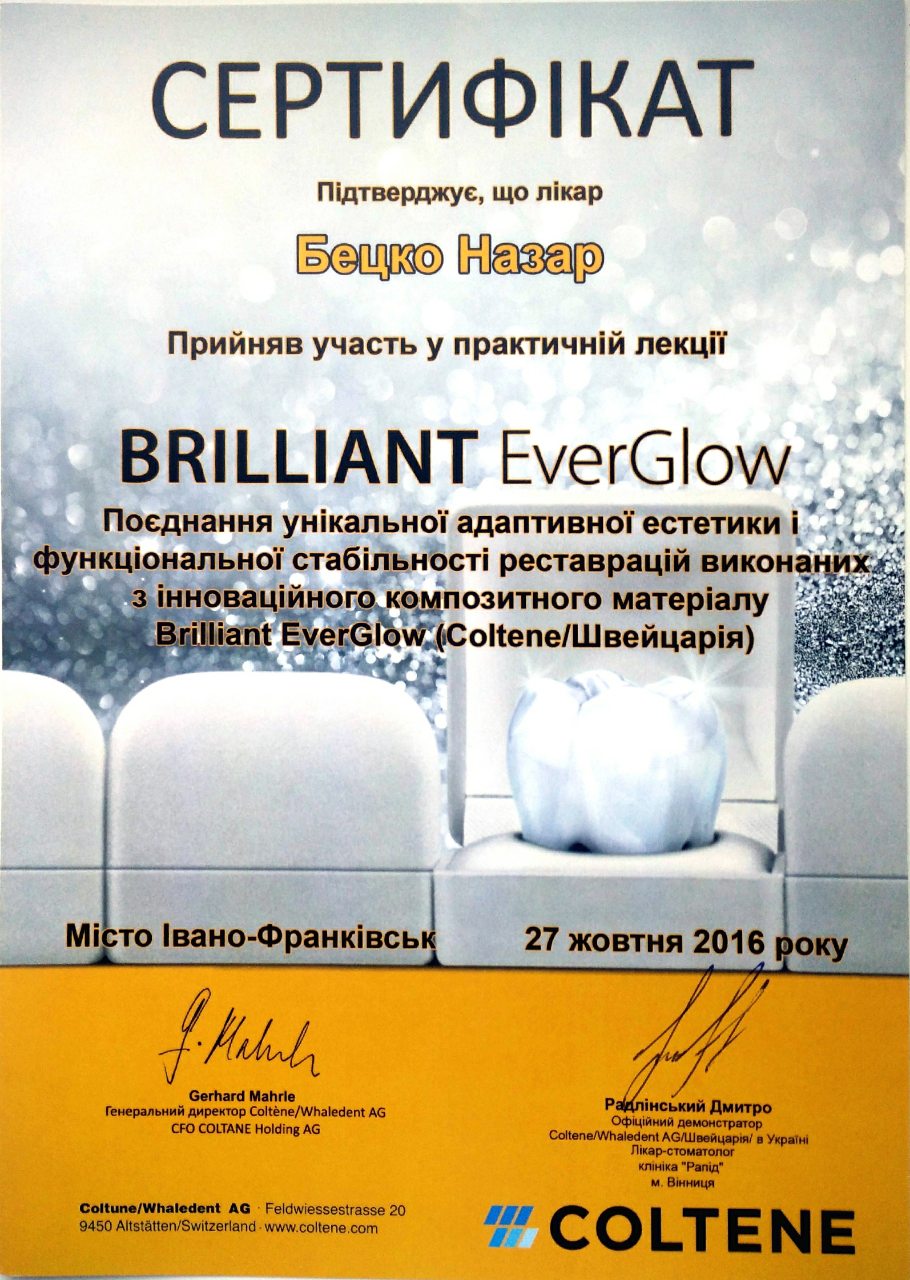 СЕРТИФІКАТ
Підтверджує, що лікар
Бецко Назар
Прийняв участь у практичній лекції
BRILLIANT EverGlow
Поєднання унікальної адаптивної естетики і
функціональної стабільності реставрацій виконаних
з інноваційного композитного матеріалу
Brilliant EverGlow (Coltene/Швейцарія)
Місто Івано-Франківськ
27 жовтня 2016 року
G. Mahrle
Gerhard Mahrle
Генеральний директор Coltène/Whaledent AG
CFO COLTANE Holding AG
Радлінський Дмитро
Офіційний демонстратор
Coltene/Whaledent AG/Швейцарія/ в Україні
Лікар-стоматолог
клініка "Рапід"
м. Вінниця
Coltune/Whaledent AG · Feldwiessestrasse 20
9450 Altstätten/Switzerland · www.coltene.com
COLTENE